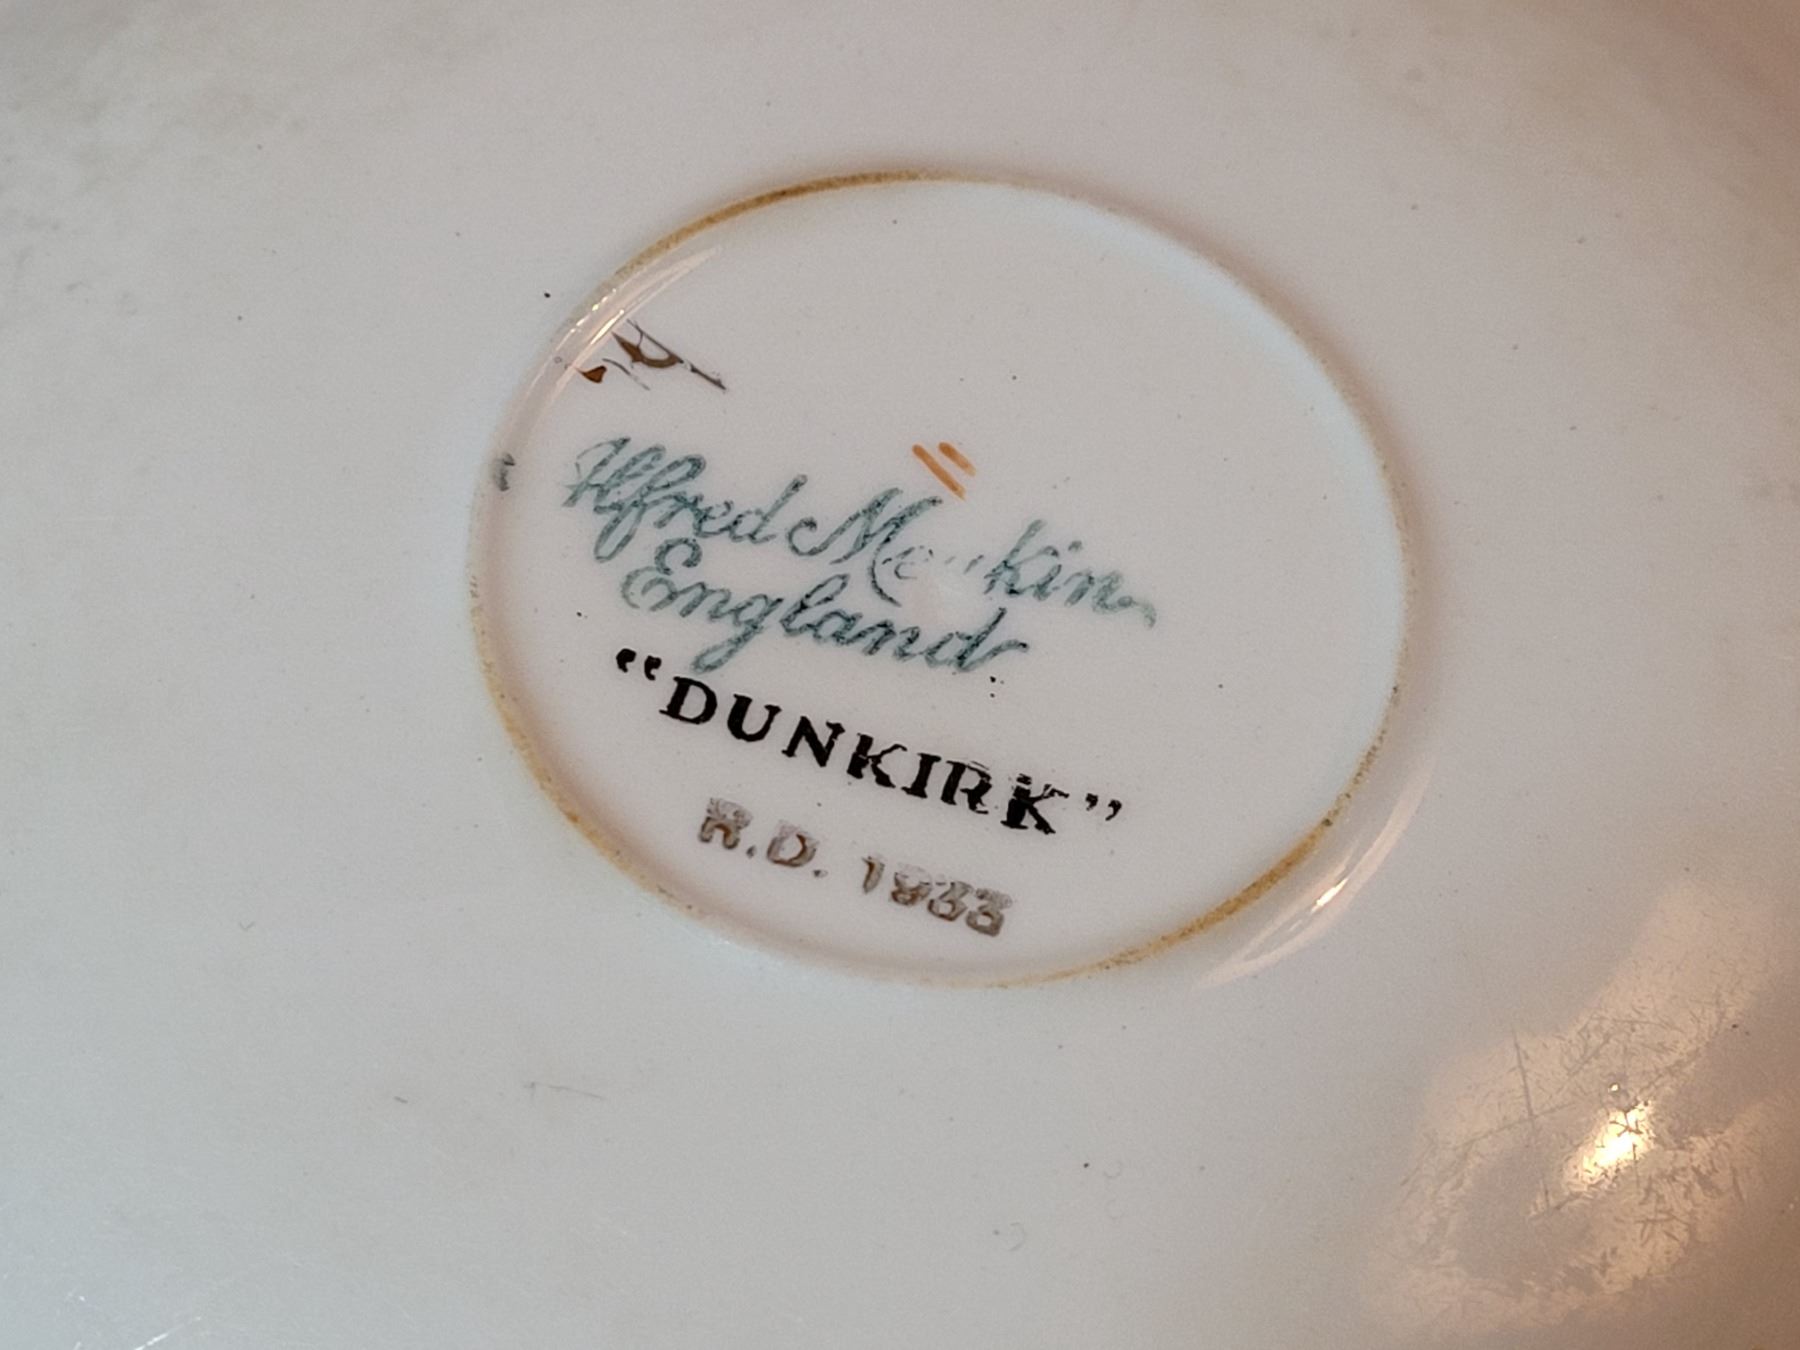 Alfred Meakin
England
“DUNKIRK”
R.D. 1933